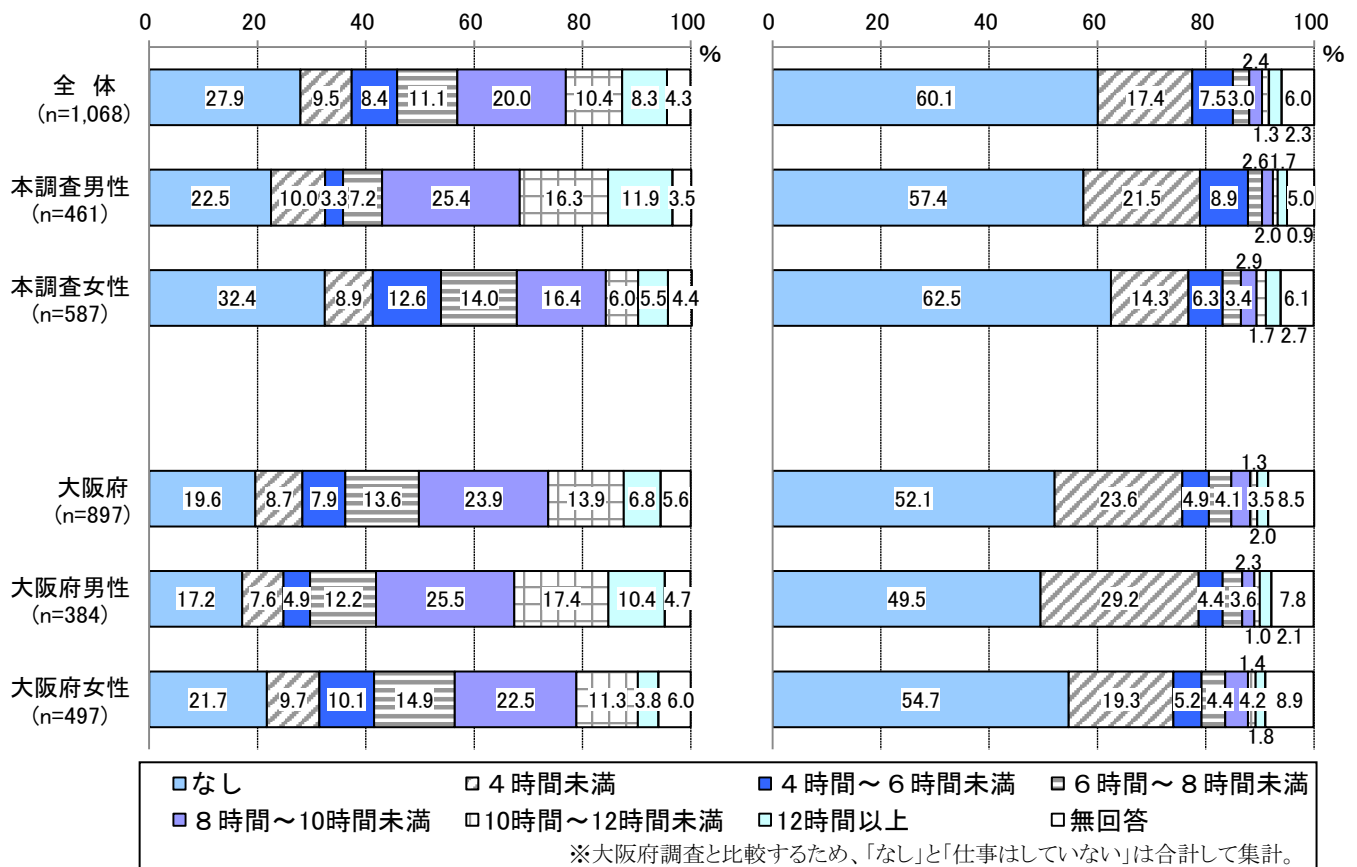 0 20 40 60 80 100 0 20 40 60 80 100
% %
全 体
(n=1,068)
27.9 9.5 8.4 11.1 20.0 10.4 8.3 4.3
2.4
60.1 17.4 7.5 3.0 6.0
1.3 2.3
本調査男性
(n=461)
22.5 10.0 3.3 7.2 25.4 16.3 11.9 3.5
2.6 1.7
57.4 21.5 8.9 5.0
2.0 0.9
本調査女性
(n=587)
32.4 8.9 12.6 14.0 16.4 6.0 5.5 4.4
2.9
62.5 14.3 6.3 3.4 6.1
1.7 2.7
大阪府
(n=897)
19.6 8.7 7.9 13.6 23.9 13.9 6.8 5.6
1.3
52.1 23.6 4.9 4.1 3.5 8.5
2.0
大阪府男性
(n=384)
17.2 7.6 4.9 12.2 25.5 17.4 10.4 4.7
2.3
49.5 29.2 4.4 3.6 7.8
1.0 2.1
大阪府女性
(n=497)
21.7 9.7 10.1 14.9 22.5 11.3 3.8 6.0
1.4
54.7 19.3 5.2 4.4 4.2 8.9
1.8
なし ４時間未満 ４時間～６時間未満 ６時間～８時間未満
８時間～10時間未満 10時間～12時間未満 12時間以上 無回答
※大阪府調査と比較するため、「なし」と「仕事はしていない」は合計して集計。